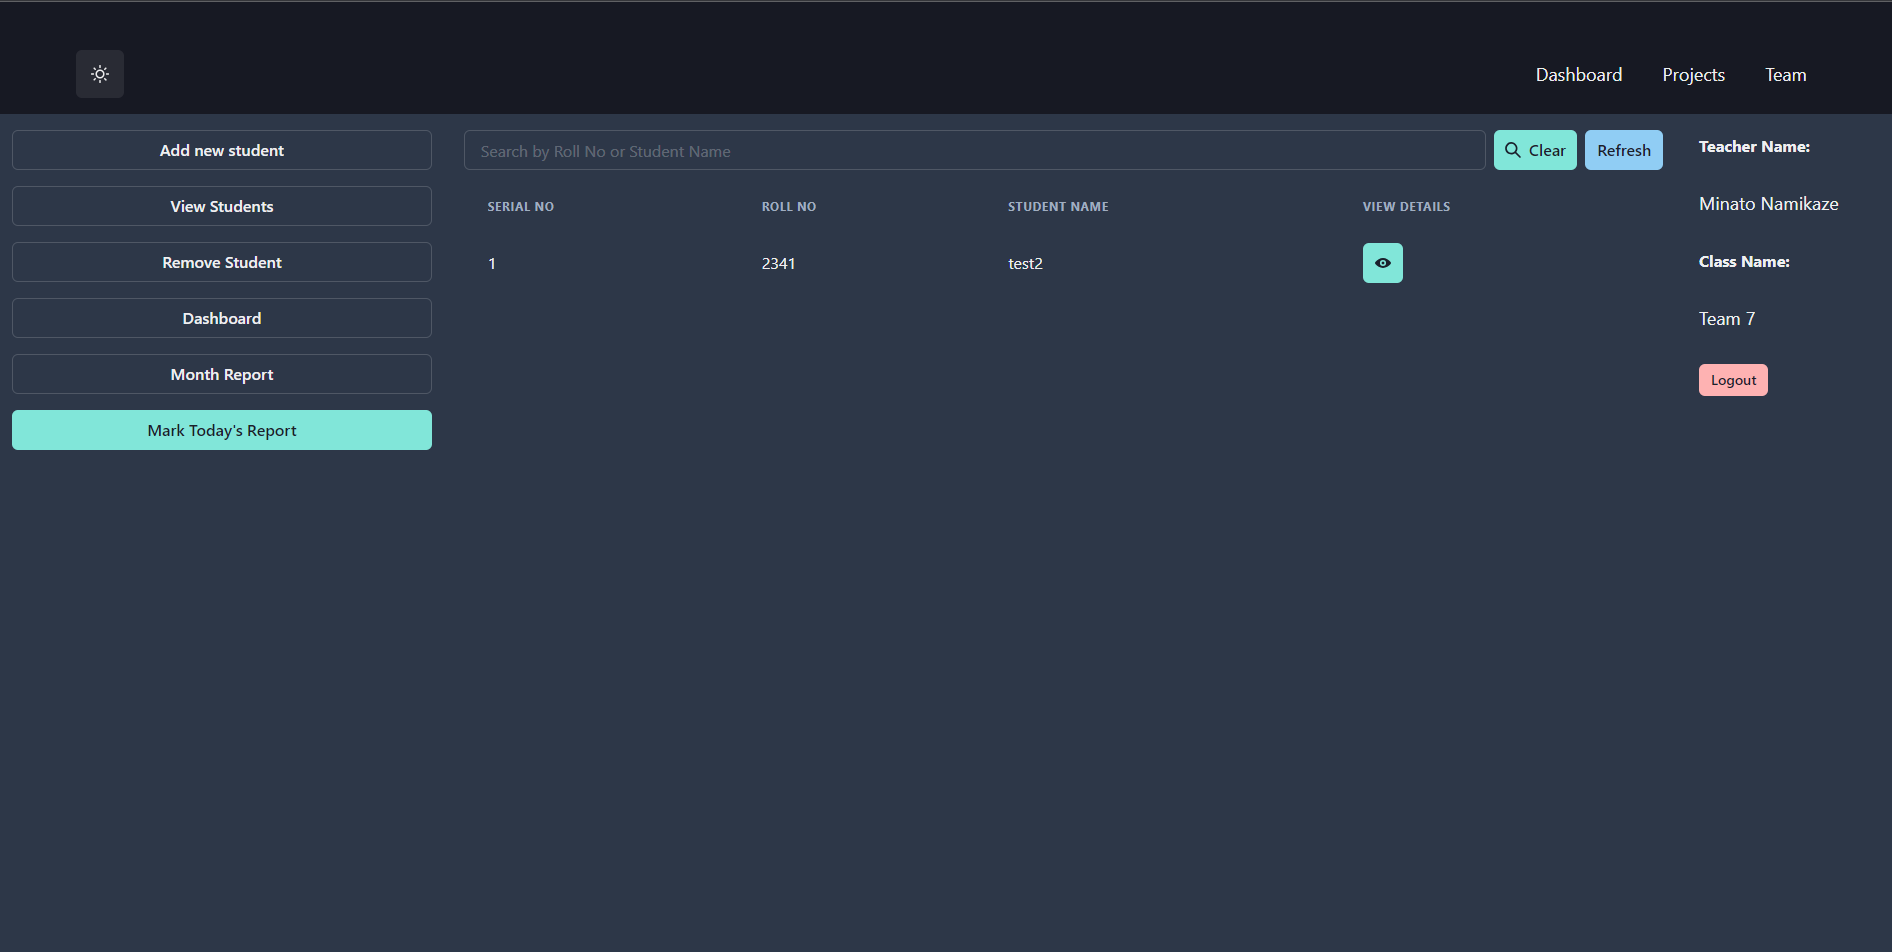 Dashboard Projects Team
Add new student
View Students
Remove Student
Dashboard
Month Report
Mark Today's Report
Search by Roll No or Student Name Clear Refresh
SERIAL NO ROLL NO STUDENT NAME VIEW DETAILS
1 2341 test2
Teacher Name:
Minato Namikaze
Class Name:
Team 7
Logout